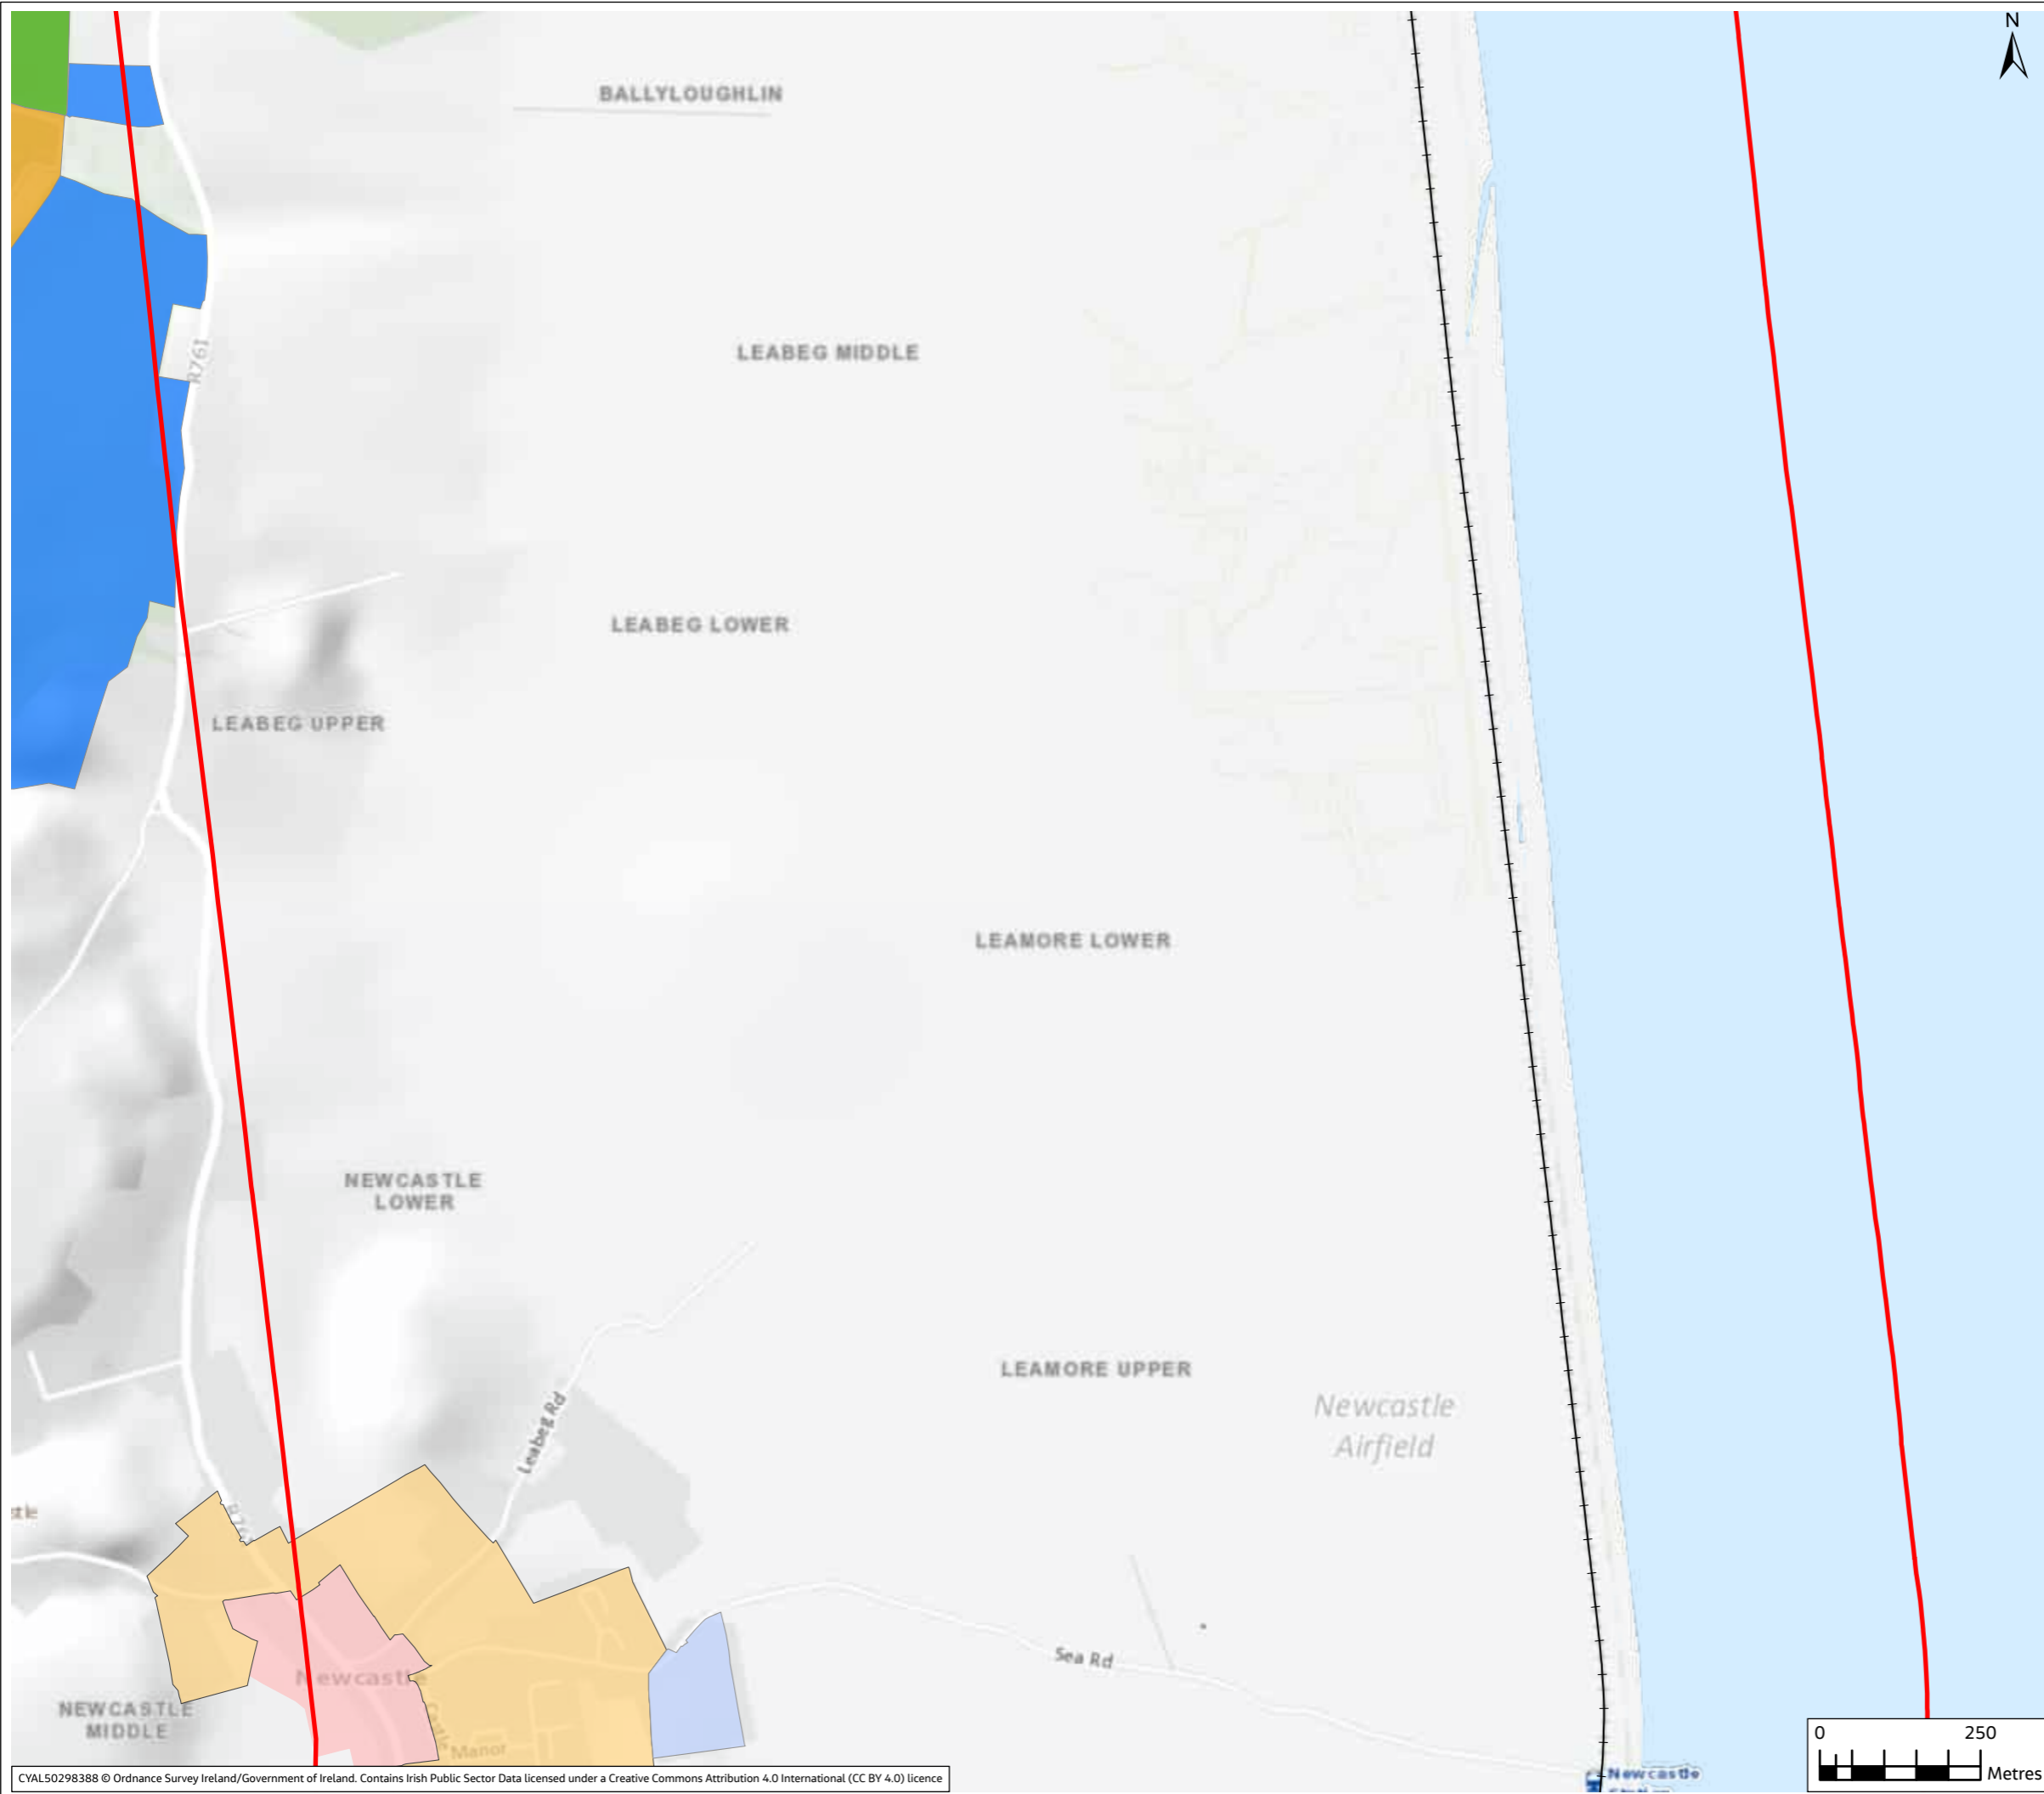 N
BALLYLOUGHLIN
R761
LEABEG MIDDLE
LEABEG LOWER
LEABEG UPPER
LEAMORE LOWER
NEWCASTLE
LOWER
LEAMORE UPPER
Newcastle
Airfield
Leabeg Rd
Sea Rd
Newcastle
NEWCASTLE
MIDDLE
Castle
Manor
0 250
Metres
Newcastle
CYAL50298388 © Ordnance Survey Ireland/Government of Ireland. Contains Irish Public Sector Data licensed under a Creative Commons Attribution 4.0 International (CC BY 4.0) licence